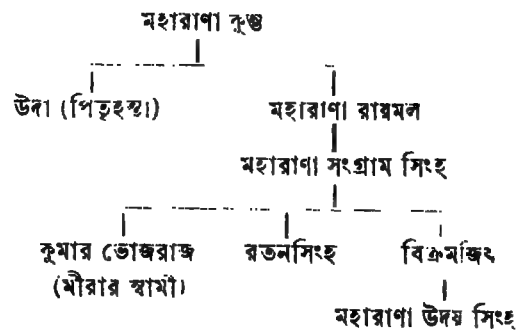 মহারাণা কুম্ভ
উদা (পিতৃহন্তা) মহারাণা রায়মল
মহারাণা সংগ্রাম সিংহ
কুমার ভোজরাজ রতনসিংহ বিক্রমজিৎ
(মীরার স্বামী)
মহারাণা উদয় সিংহ